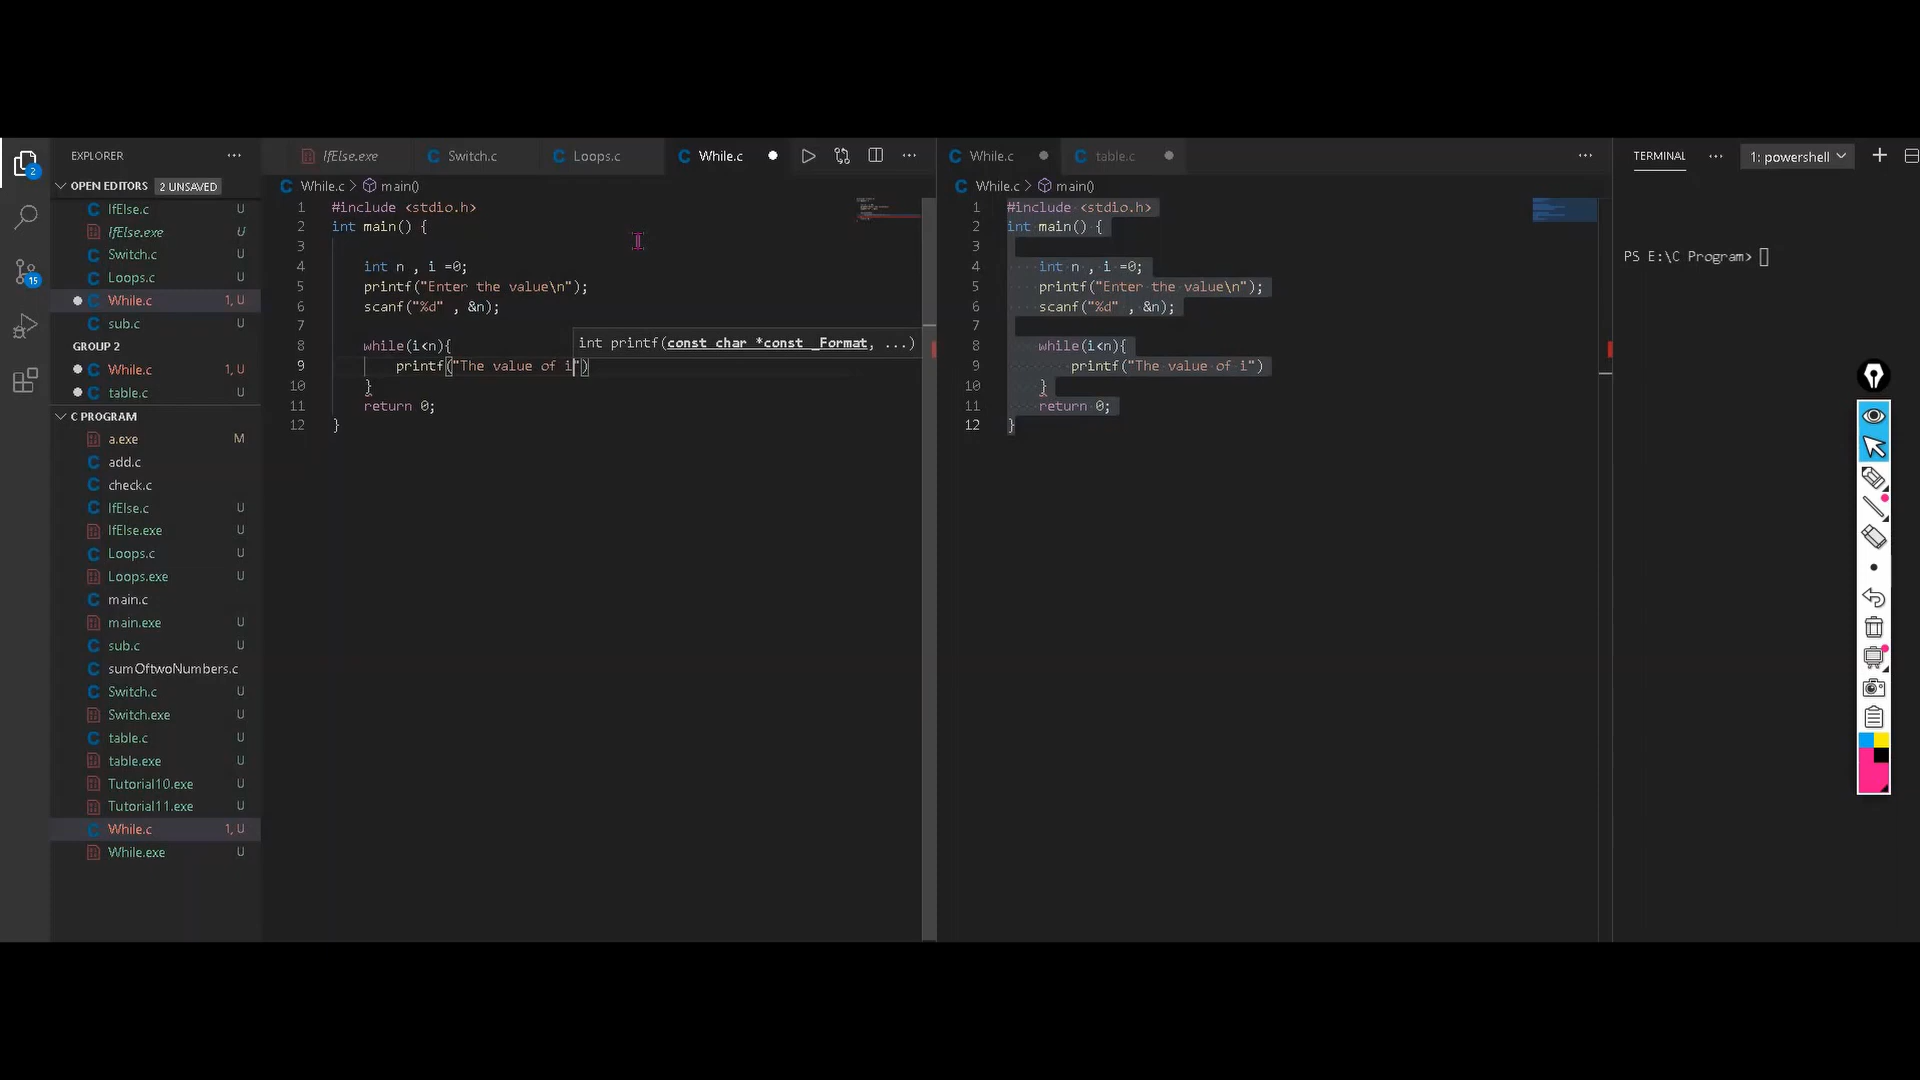 EXPLORER
OPEN EDITORS 2 UNSAVED
IfElse.c U
IfElse.exe U
Switch.c U
Loops.c U
While.c 1, U
sub.c U
GROUP 2
While.c 1, U
table.c U
C PROGRAM
a.exe M
add.c
check.c
IfElse.c U
IfElse.exe U
Loops.c U
Loops.exe U
main.c
main.exe U
sub.c U
sumOftwoNumbers.c
Switch.c U
Switch.exe U
table.c U
table.exe U
Tutorial10.exe U
Tutorial11.exe U
While.c 1, U
While.exe U
2
15
IfElse.exe Switch.c Loops.c While.c
While.c > main()
1 #include <stdio.h>
2 int main() {
3
4 int n , i =0;
5 printf("Enter the value\n");
6 scanf("%d" , &n);
7
int printf(const char *const _Format, ...)
8 while(i<n){
9 printf("The value of i")
10 }
11 return 0;
12 }
While.c table.c
While.c > main()
1 #include <stdio.h>
2 int main() {
3
4 int n , i =0;
5 printf("Enter the value\n");
6 scanf("%d" , &n);
7
8 while(i<n){
9 printf("The value of i")
10 }
11 return 0;
12 }
TERMINAL 1: powershell
PS E:\C Program>